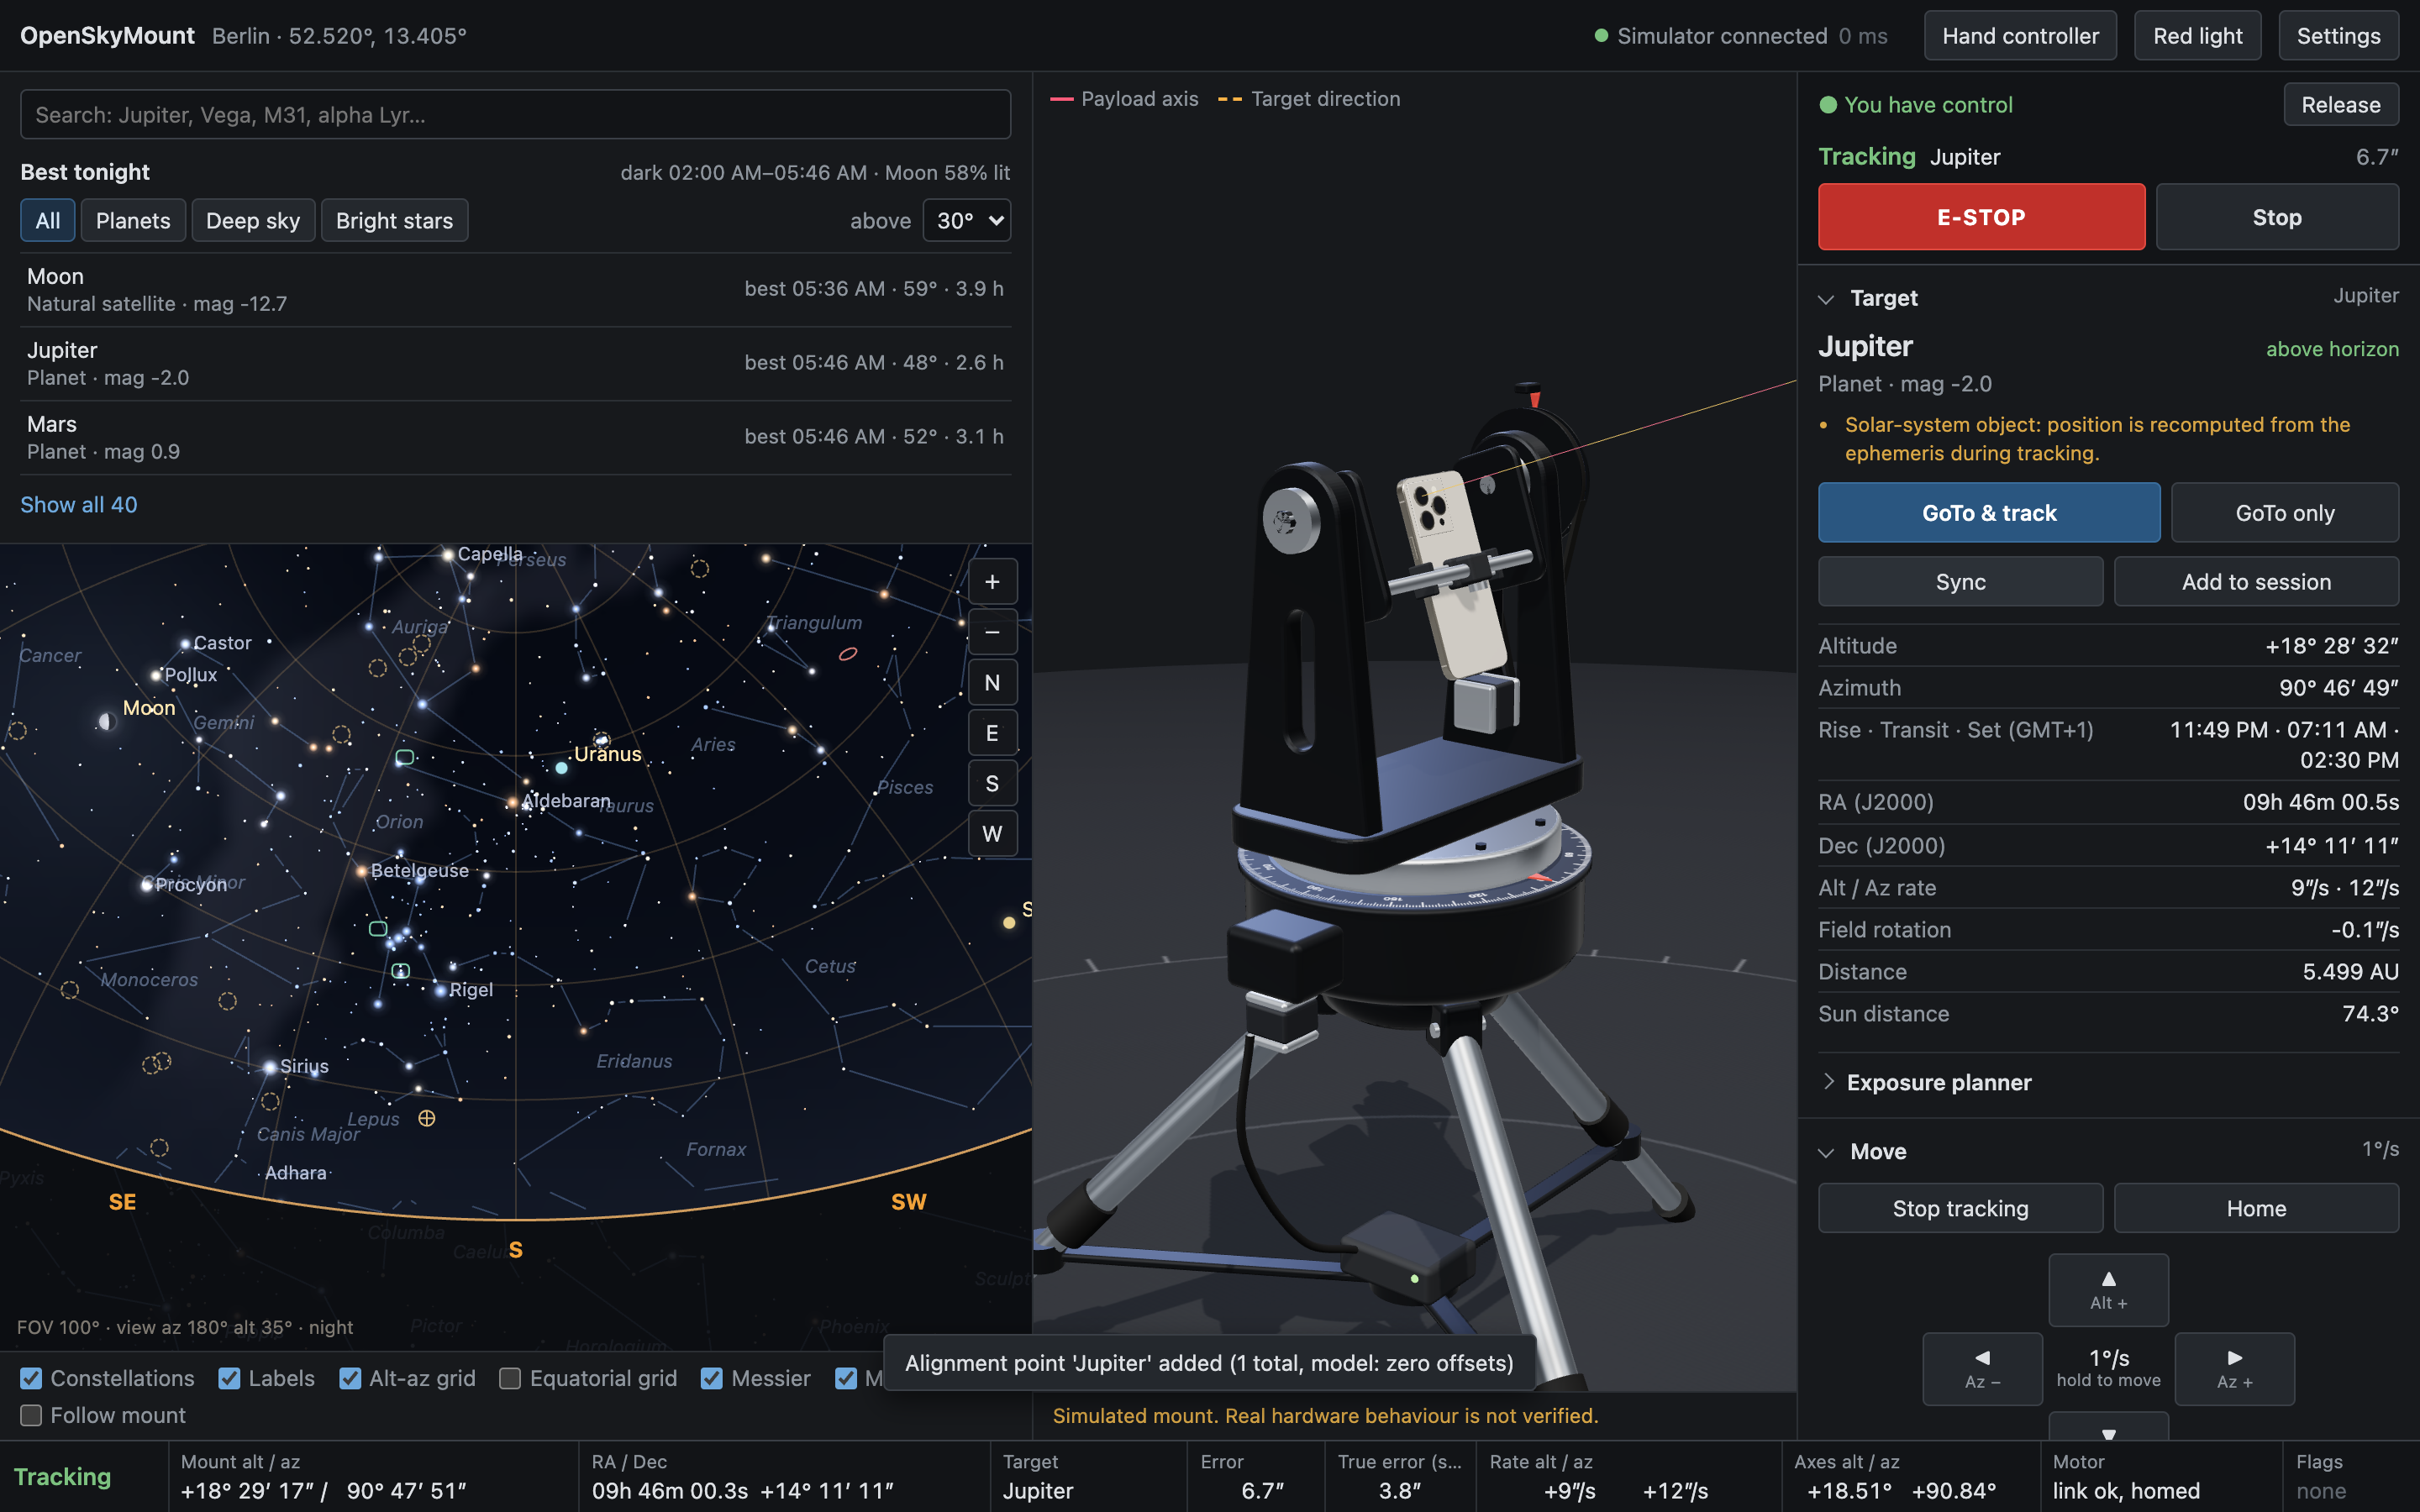 OpenSkyMount Berlin · 52.520°, 13.405°
Simulator connected 0 ms
Hand controller
Red light
Settings
Search: Jupiter, Vega, M31, alpha Lyr...
Best tonight
dark 02:00 AM–05:46 AM · Moon 58% lit
All
Planets
Deep sky
Bright stars
above
30°
Moon
Natural satellite · mag -12.7
best 05:36 AM · 59° · 3.9 h
Jupiter
Planet · mag -2.0
best 05:46 AM · 48° · 2.6 h
Mars
Planet · mag 0.9
best 05:46 AM · 52° · 3.1 h
Show all 40
Capella
Perseus
Auriga
Triangulum
Castor
Cancer
Pollux
Moon
Gemini
Uranus
Aries
Pisces
Aldebaran
Taurus
Orion
Betelgeuse
Procyon
Canis Minor
S
Cetus
Monoceros
Rigel
Eridanus
Sirius
Lepus
Canis Major
Fornax
Adhara
Pyxis
SE
SW
Columba
Caelu
S
Sculpt
Pictor
Phoenix
Horologium
+
−
N
E
S
W
FOV 100° · view az 180° alt 35° · night
Constellations
Labels
Alt-az grid
Equatorial grid
Messier
M
Follow mount
Payload axis
Target direction
Alignment point 'Jupiter' added (1 total, model: zero offsets)
Simulated mount. Real hardware behaviour is not verified.
You have control
Release
Tracking Jupiter
6.7″
E-STOP
Stop
Target
Jupiter
Jupiter
above horizon
Planet · mag -2.0
• Solar-system object: position is recomputed from the
ephemeris during tracking.
GoTo & track
GoTo only
Sync
Add to session
Altitude +18° 28′ 32″
Azimuth 90° 46′ 49″
Rise · Transit · Set (GMT+1) 11:49 PM · 07:11 AM ·
02:30 PM
RA (J2000) 09h 46m 00.5s
Dec (J2000) +14° 11′ 11″
Alt / Az rate 9″/s · 12″/s
Field rotation -0.1″/s
Distance 5.499 AU
Sun distance 74.3°
Exposure planner
Move
1°/s
Stop tracking
Home
Alt +
Az −
1°/s
hold to move
Az +
Tracking
Mount alt / az
+18° 29′ 17″ / 90° 47′ 51″
RA / Dec
09h 46m 00.3s +14° 11′ 11″
Target
Jupiter
Error
6.7″
True error (s...
3.8″
Rate alt / az
+9″/s +12″/s
Axes alt / az
+18.51° +90.84°
Motor
link ok, homed
Flags
none